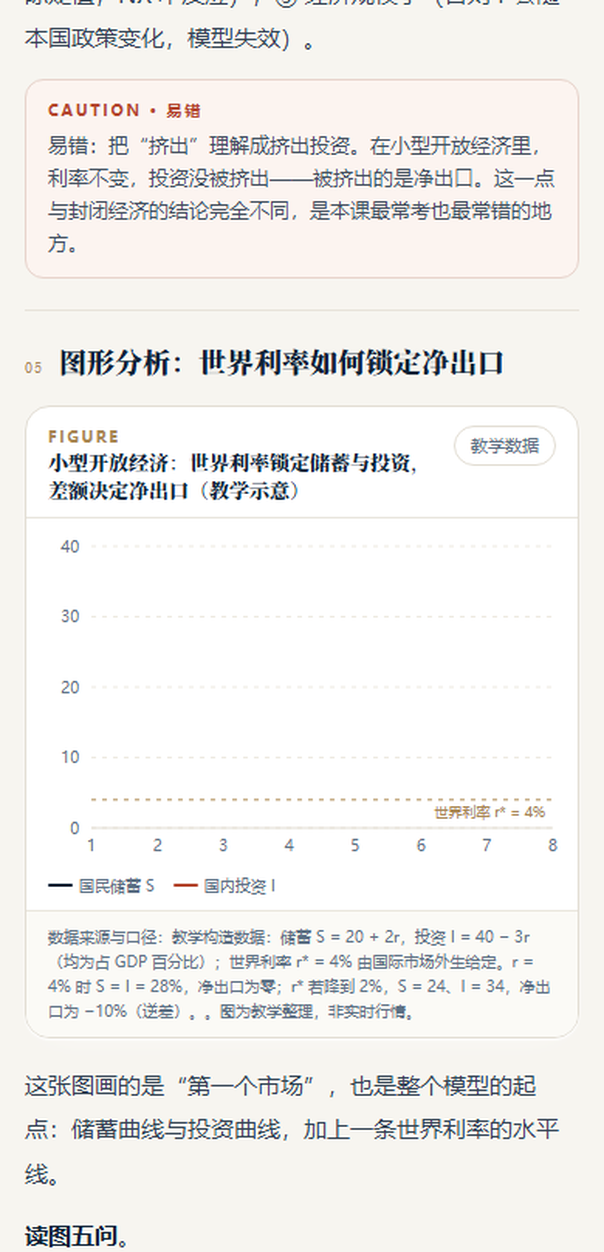 本国政策变化，模型失效）。
CAUTION • 易错
易错：把“挤出”理解成挤出投资。在小型开放经济里，
利率不变，投资没被挤出——被挤出的是净出口。这一点
与封闭经济的结论完全不同，是本课最常考也最常错的地
方。
05 图形分析：世界利率如何锁定净出口
FIGURE
教学数据
小型开放经济：世界利率锁定储蓄与投资，
差额决定净出口（教学示意）
40
30
20
10
世界利率 r* = 4%
0
1 2 3 4 5 6 7 8
国民储蓄 S 国内投资 I
数据来源与口径：教学构造数据：储蓄 S = 20 + 2r，投资 I = 40 − 3r
（均为占 GDP 百分比）；世界利率 r* = 4% 由国际市场外生给定。r =
4% 时 S = I = 28%，净出口为零；r* 若降到 2%，S = 24、I = 34，净出
口为 −10%（逆差）。。图为教学整理，非实时行情。
这张图画的是“第一个市场”，也是整个模型的起
点：储蓄曲线与投资曲线，加上一条世界利率的水平
线。
读图五问。